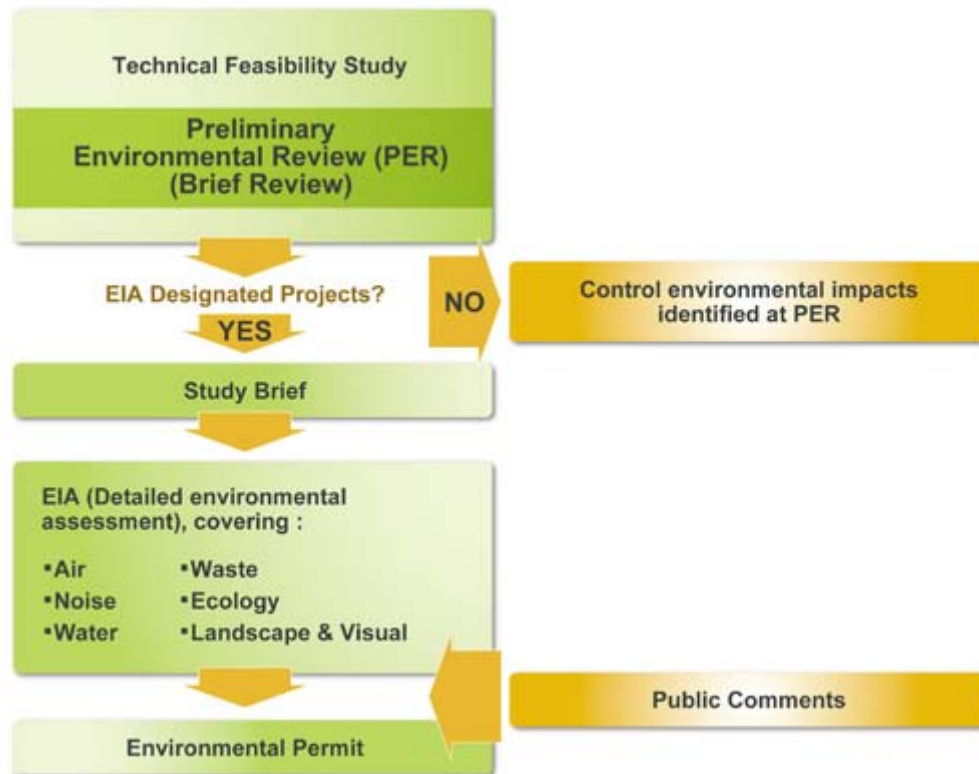 Technical Feasibility Study
Preliminary
Environmental Review (PER)
(Brief Review)
EIA Designated Projects?
NO
Control environmental impacts
identified at PER
YES
Study Brief
EIA (Detailed environmental
assessment), covering :
▪Air ▪Waste
▪Noise ▪Ecology
▪Water ▪Landscape & Visual
Public Comments
Environmental Permit